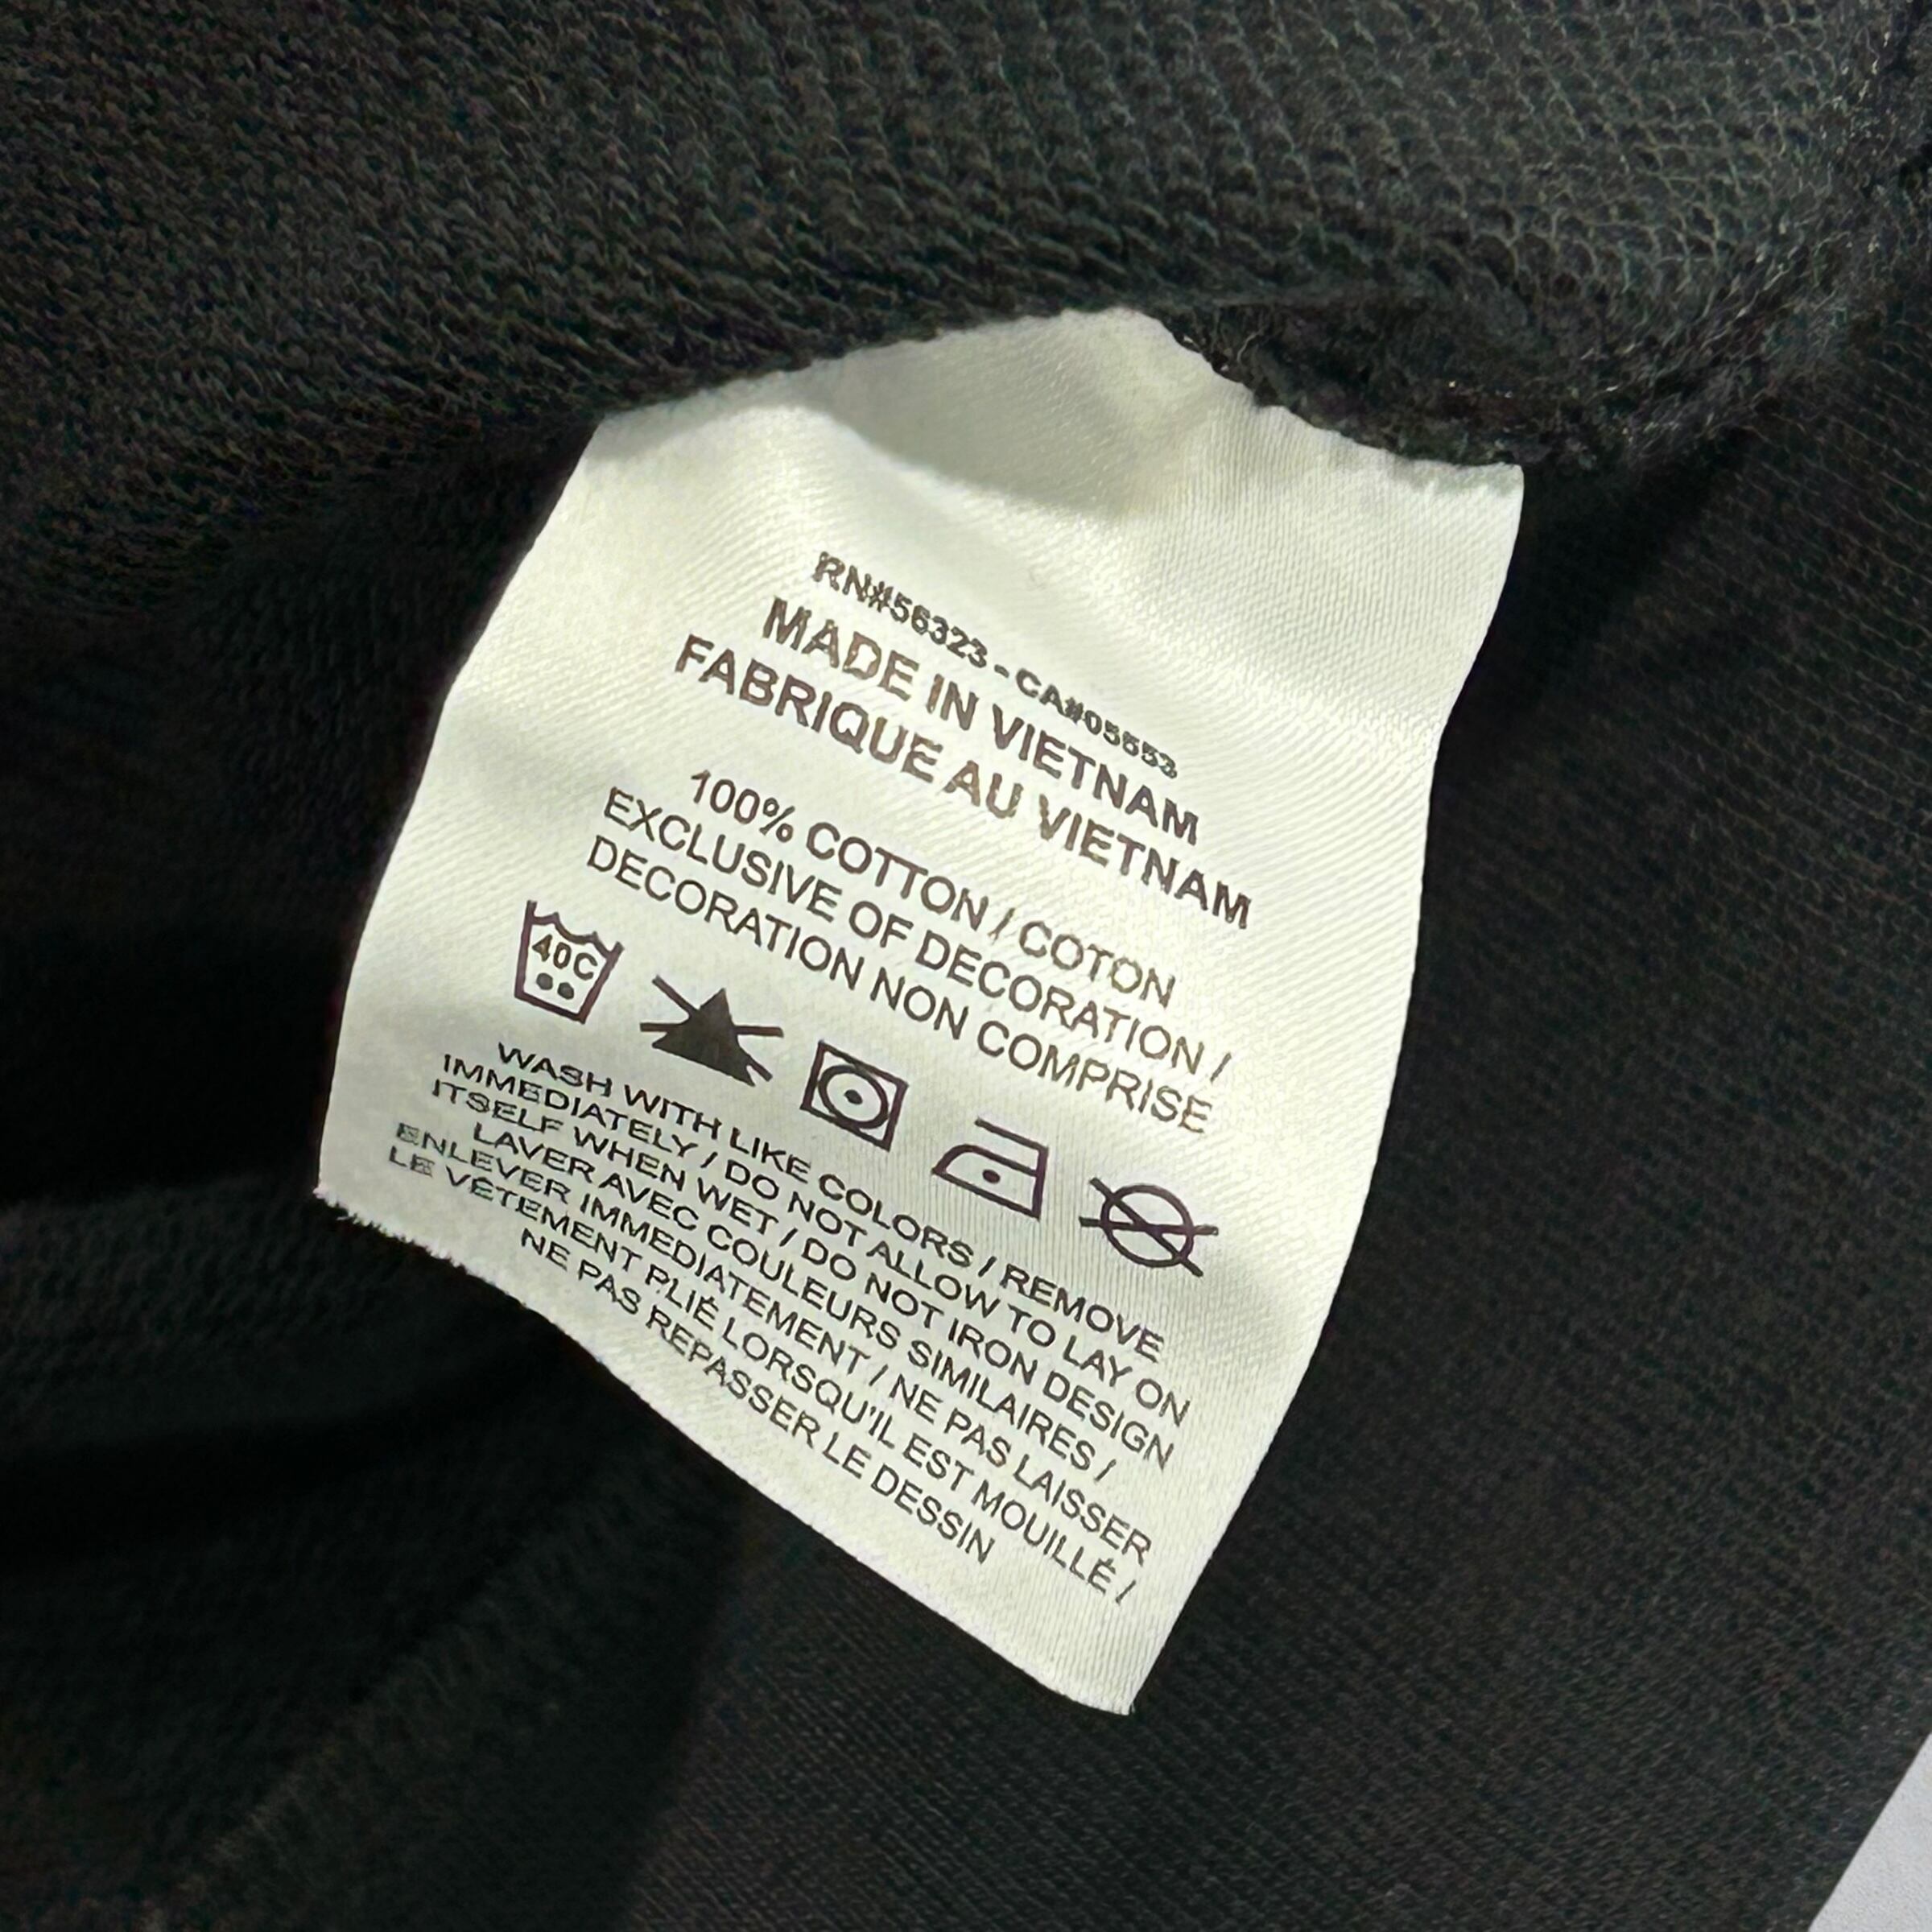 RN#56323 - CA#05553
MADE IN VIETNAM
FABRIQUE AU VIETNAM
100% COTTON / COTON
EXCLUSIVE OF DECORATION /
DECORATION NON COMPRISE
40C
WASH WITH LIKE COLORS / REMOVE
IMMEDIATELY / DO NOT ALLOW TO LAY ON
ITSELF WHEN WET / DO NOT IRON DESIGN
LAVER AVEC COULEURS SIMILAIRES /
ENLEVER IMMEDIATEMENT / NE PAS LAISSER
LE VÊTEMENT PLIÉ LORSQU'IL EST MOUILLÉ /
NE PAS REPASSER LE DESSIN